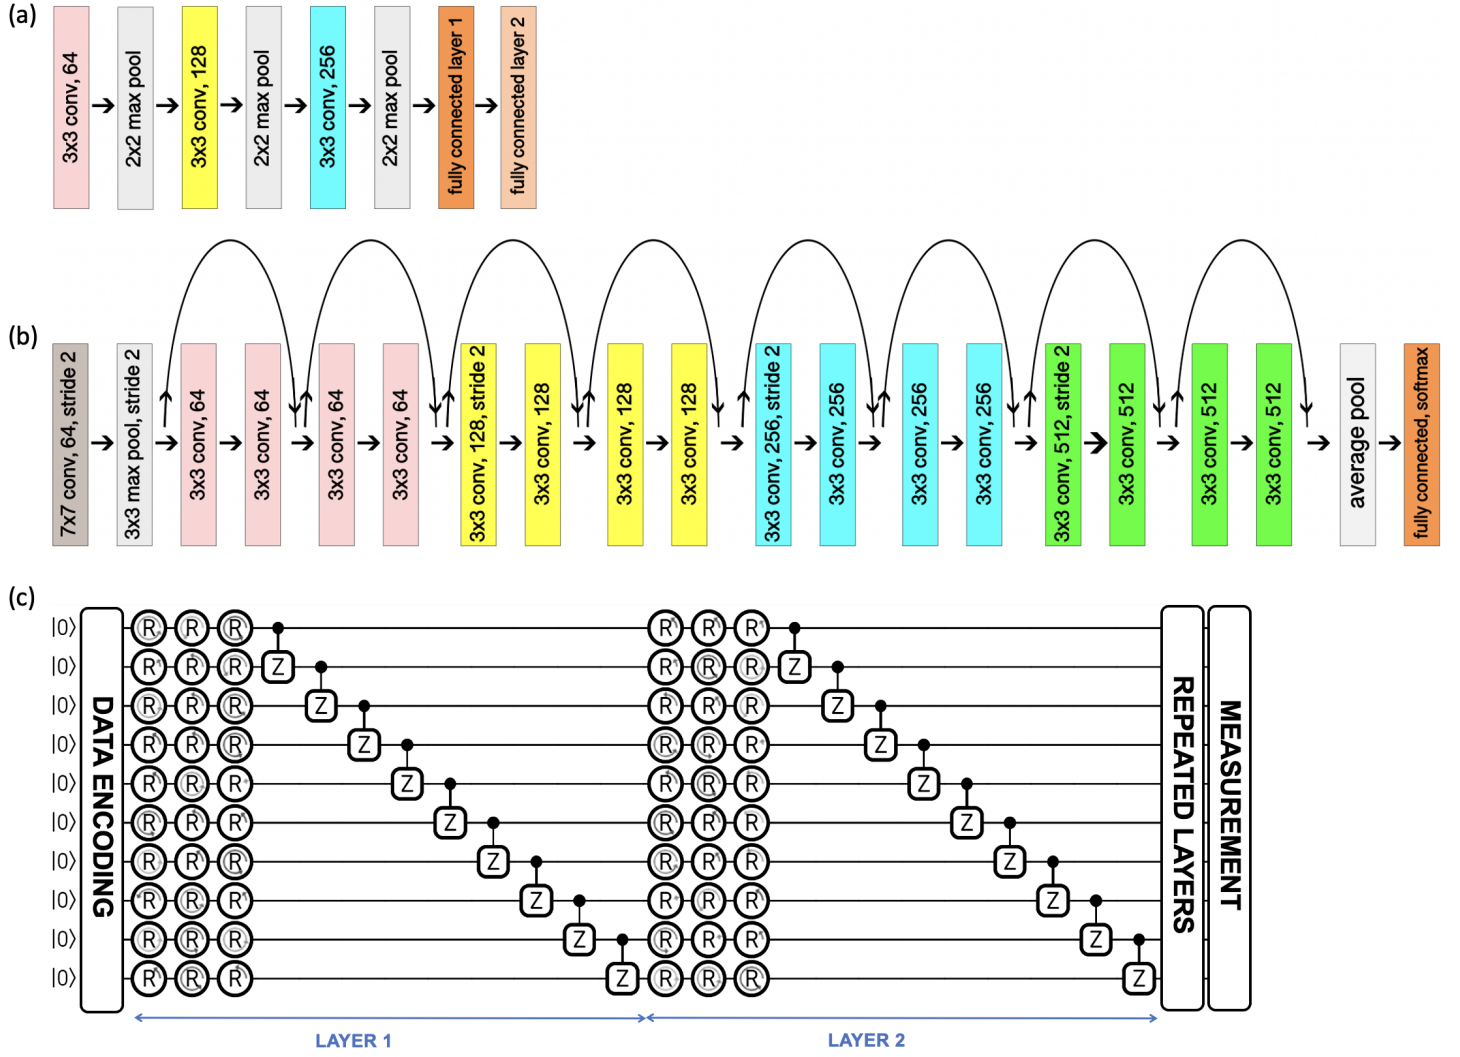 (a)
3x3 conv, 64
2x2 max pool
3x3 conv, 128
2x2 max pool
3x3 conv, 256
2x2 max pool
fully connected layer 1
fully connected layer 2
(b)
7x7 conv, 64, stride 2
3x3 max pool, stride 2
3x3 conv, 64
3x3 conv, 64
3x3 conv, 64
3x3 conv, 64
3x3 conv, 128, stride 2
3x3 conv, 128
3x3 conv, 128
3x3 conv, 128
3x3 conv, 256, stride 2
3x3 conv, 256
3x3 conv, 256
3x3 conv, 256
3x3 conv, 512, stride 2
3x3 conv, 512
3x3 conv, 512
3x3 conv, 512
average pool
fully connected, softmax
(c)
DATA ENCODING
|0⟩ R R R R R R
|0⟩ R R R Z R R R Z
|0⟩ R R R Z R R R Z
|0⟩ R R R Z R R R Z
|0⟩ R R R Z R R R Z
|0⟩ R R R Z R R R Z
|0⟩ R R R Z R R R Z
|0⟩ R R R Z R R R Z
|0⟩ R R R Z R R R Z
|0⟩ R R R Z R R R Z
REPEATED LAYERS
MEASUREMENT
LAYER 1
LAYER 2